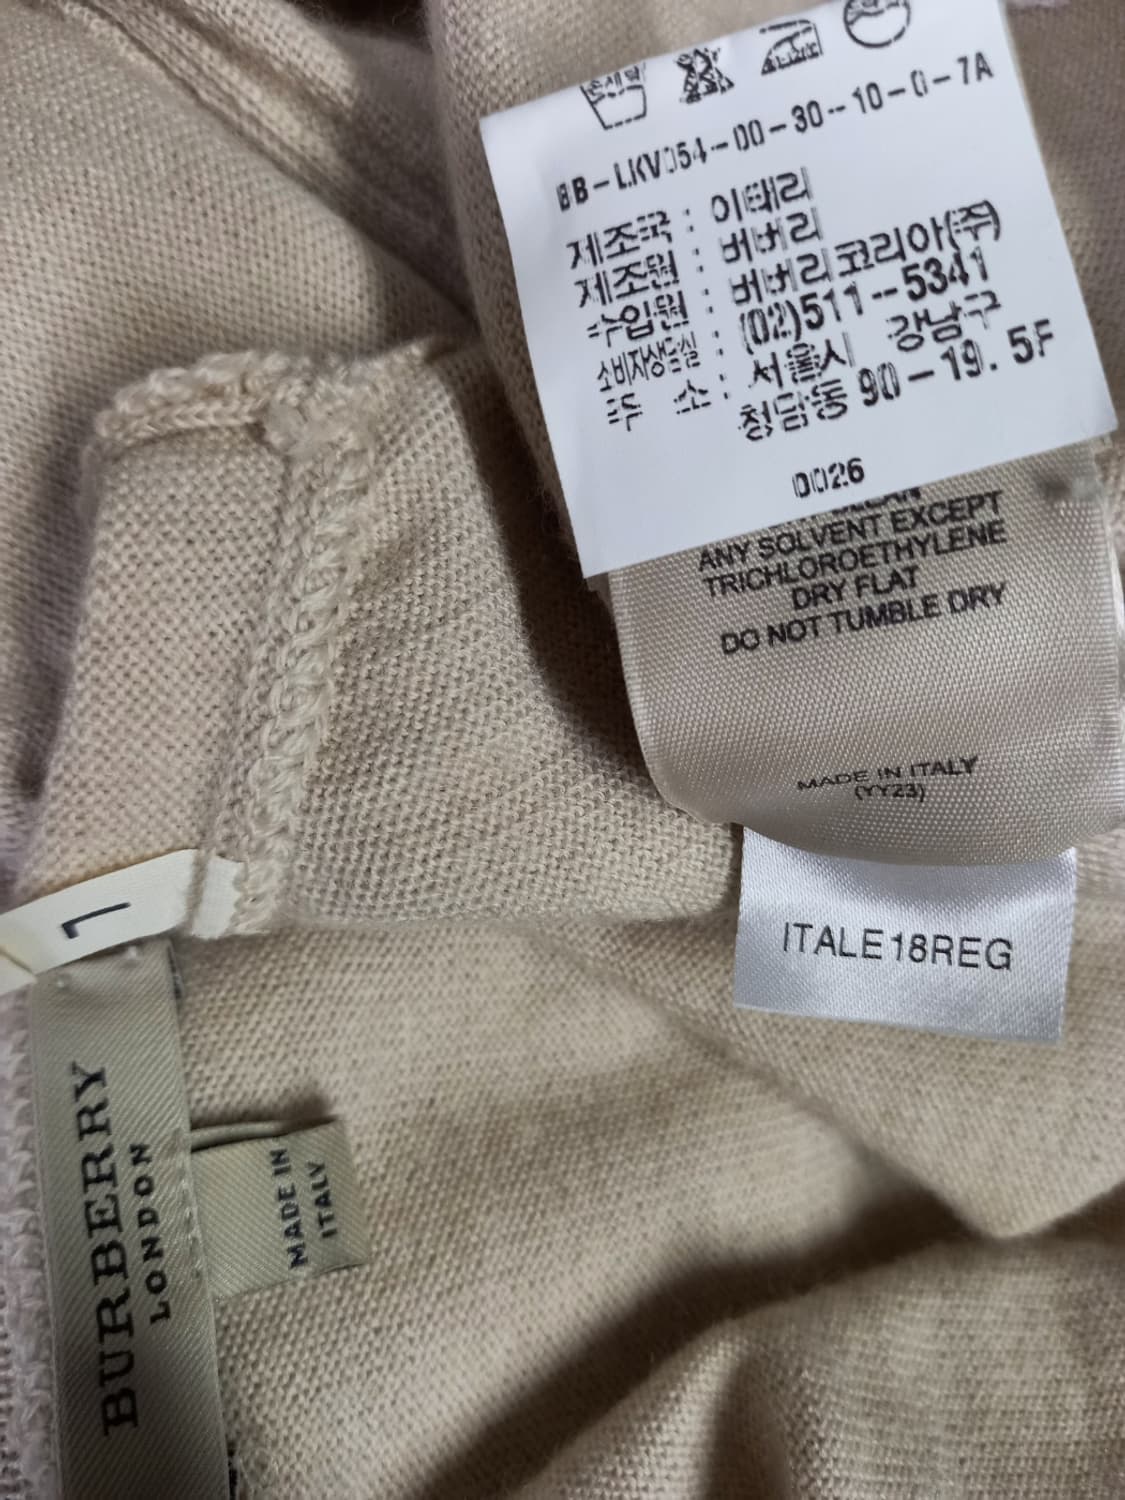 손세탁
BB-LKV054-00-30-10-0-7A
제조국 : 이태리
제조원 : 버버리
수입원 : 버버리코리아(주)
소비자상담실 : (02)511-5341
주 소 : 서울시 강남구
청담동 90-19. 5F
0026
ANY SOLVENT EXCEPT
TRICHLOROETHYLENE
DRY FLAT
DO NOT TUMBLE DRY
MADE IN ITALY
(YY23)
ITALE18REG
L
BURBERRY
LONDON
MADE IN
ITALY